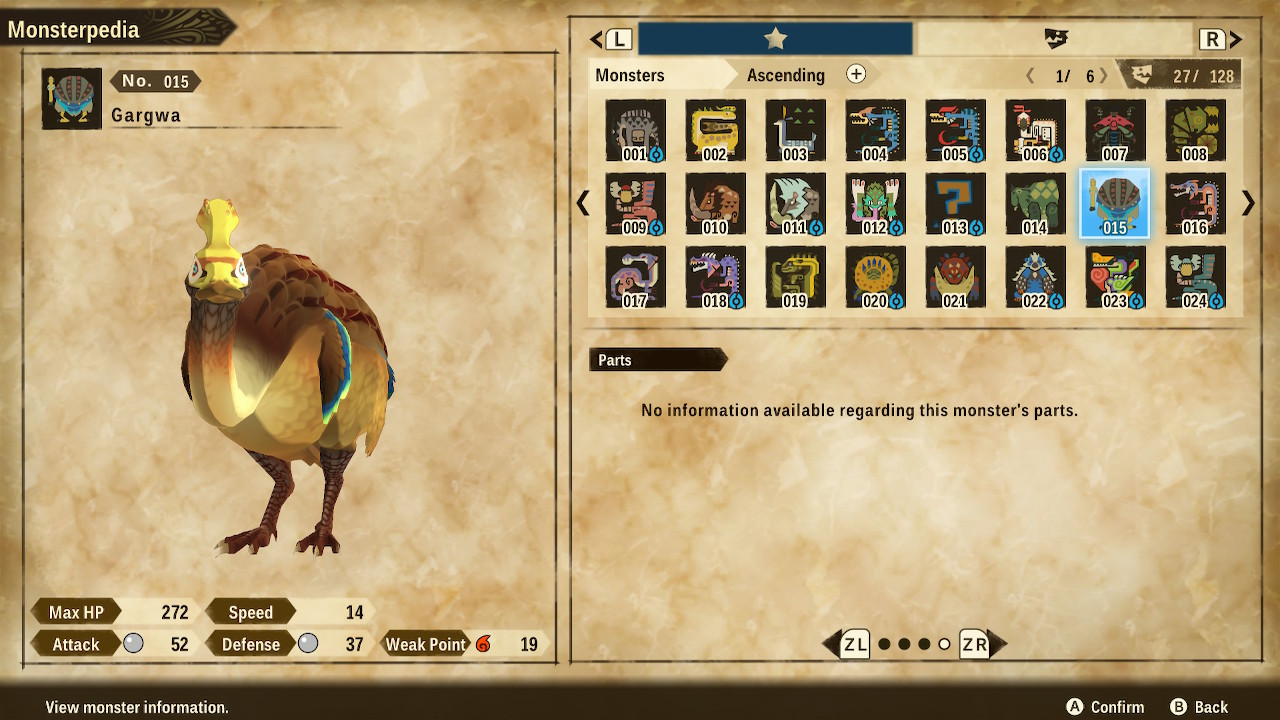 Monsterpedia
No. 015
Gargwa
Max HP 272 Speed 14
Attack 52 Defense 37 Weak Point 19
L R
Monsters Ascending 1/ 6 27/ 128
001 002 003 004 005 006 007 008
009 010 011 012 013 014 015 016
017 018 019 020 021 022 023 024
Parts
No information available regarding this monster's parts.
ZL ZR
View monster information. A Confirm B Back